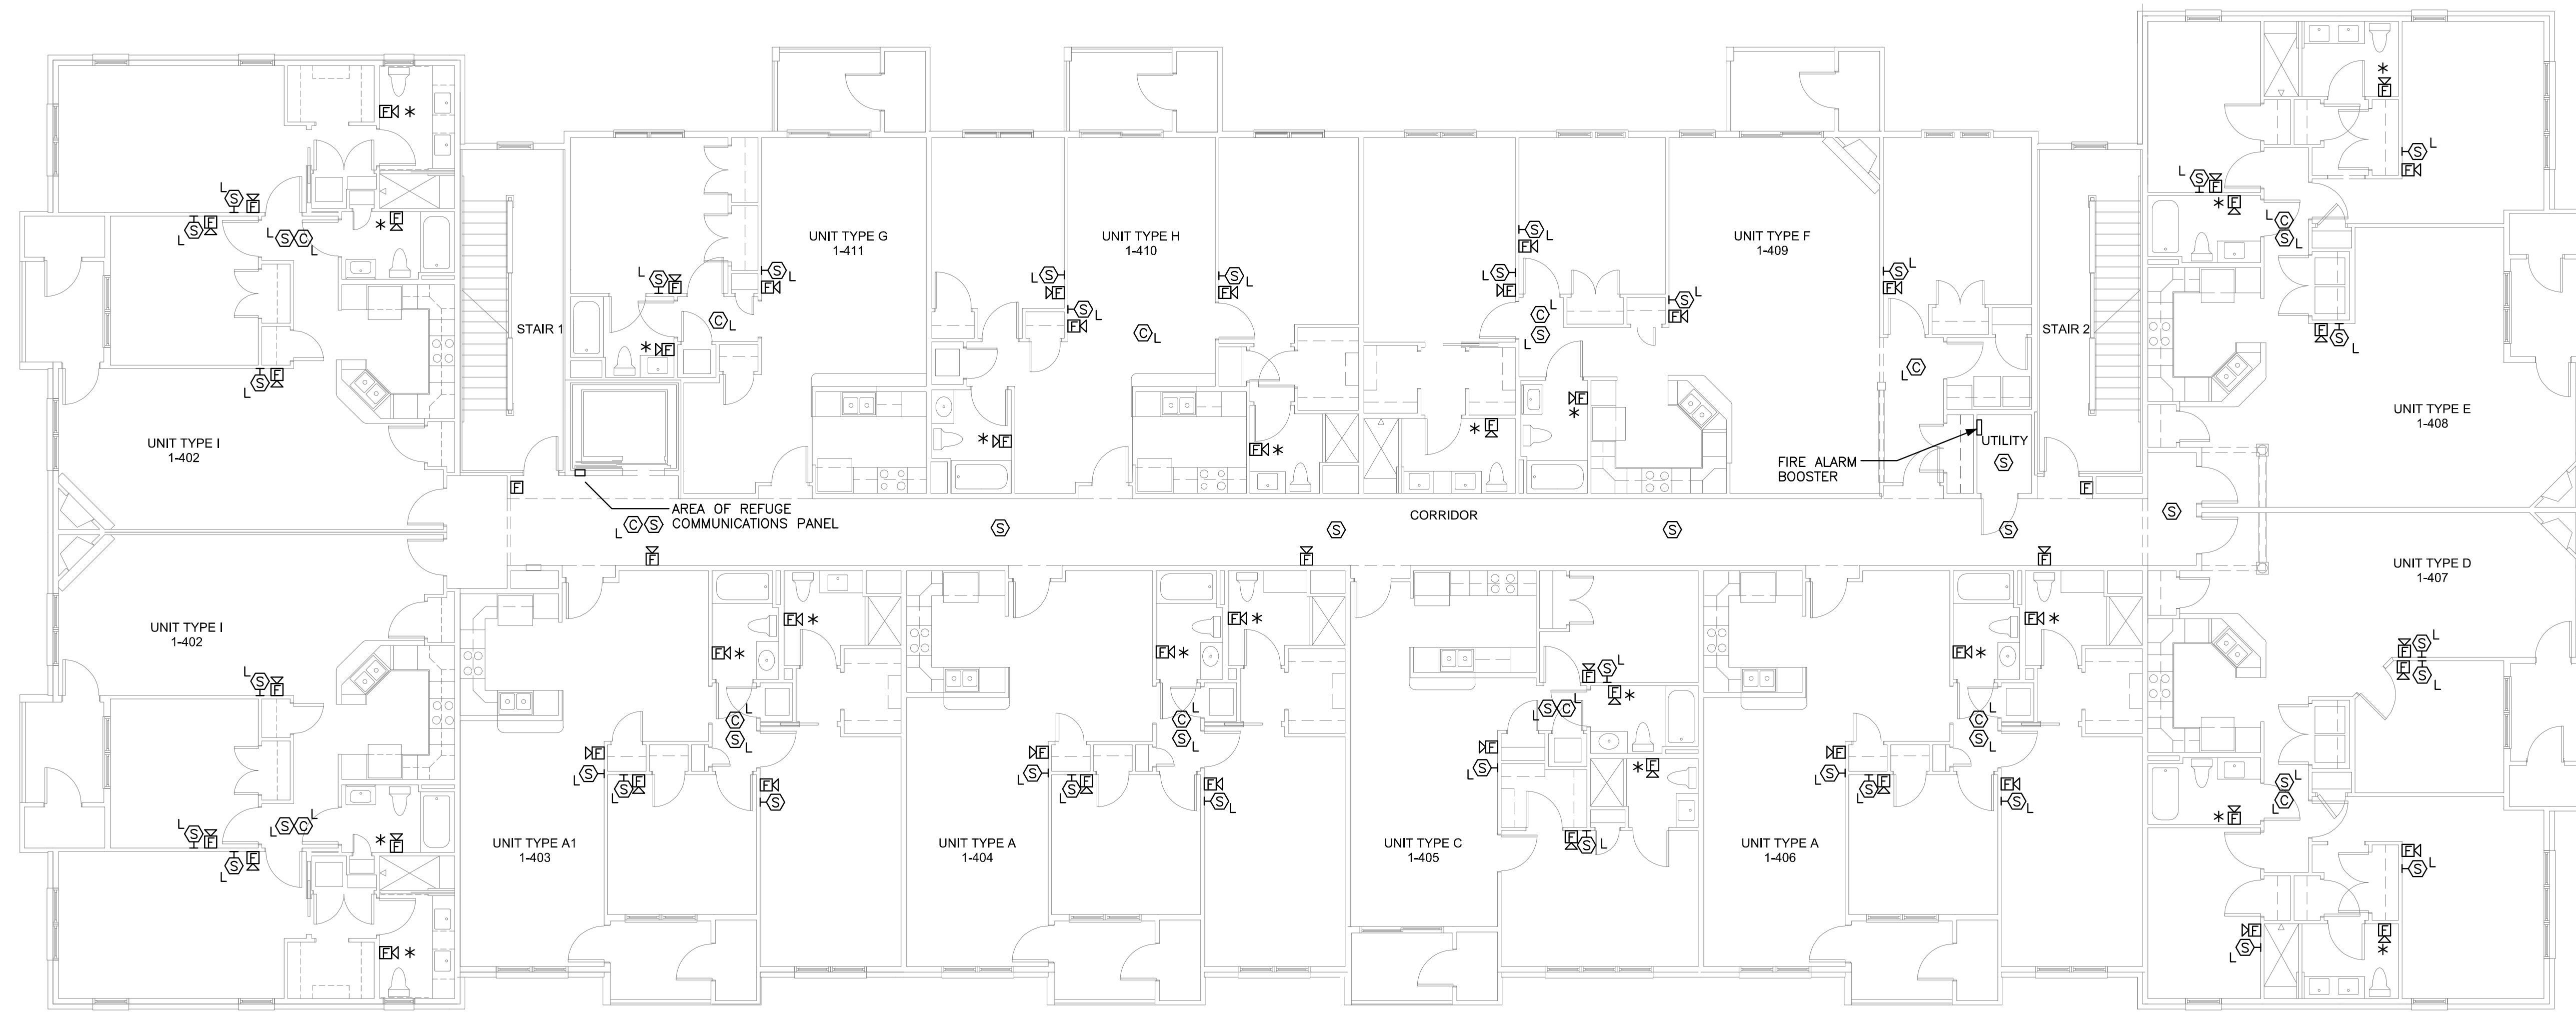 UNIT TYPE G
1-411
UNIT TYPE H
1-410
UNIT TYPE F
1-409
STAIR 1
STAIR 2
UNIT TYPE E
1-408
UNIT TYPE I
1-402
FIRE ALARM
BOOSTER
UTILITY
AREA OF REFUGE
COMMUNICATIONS PANEL
CORRIDOR
UNIT TYPE D
1-407
UNIT TYPE I
1-402
UNIT TYPE A1
1-403
UNIT TYPE A
1-404
UNIT TYPE C
1-405
UNIT TYPE A
1-406